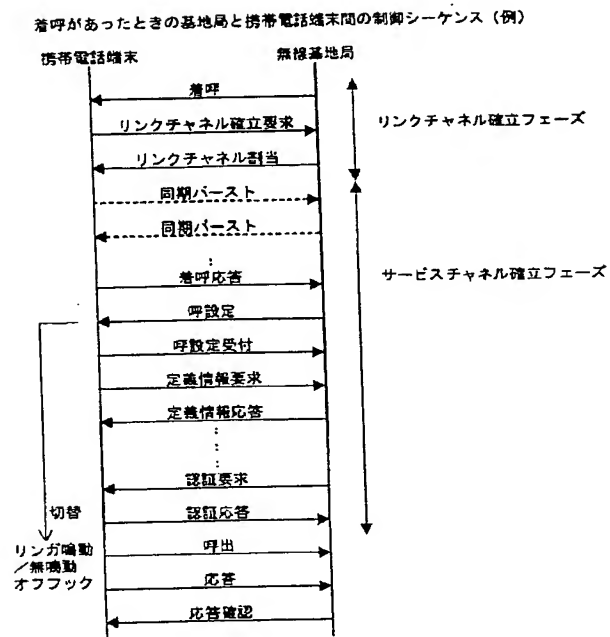 着呼があったときの基地局と携帯電話端末間の制御シーケンス（例）
携帯電話端末
無線基地局
着呼
リンクチャネル確立要求
リンクチャネル確立フェーズ
リンクチャネル割当
同期バースト
同期バースト
着呼応答
サービスチャネル確立フェーズ
呼設定
呼設定受付
定義情報要求
定義情報応答
認証要求
切替
認証応答
リンガ鳴動
／無鳴動
オフフック
呼出
応答
応答確認